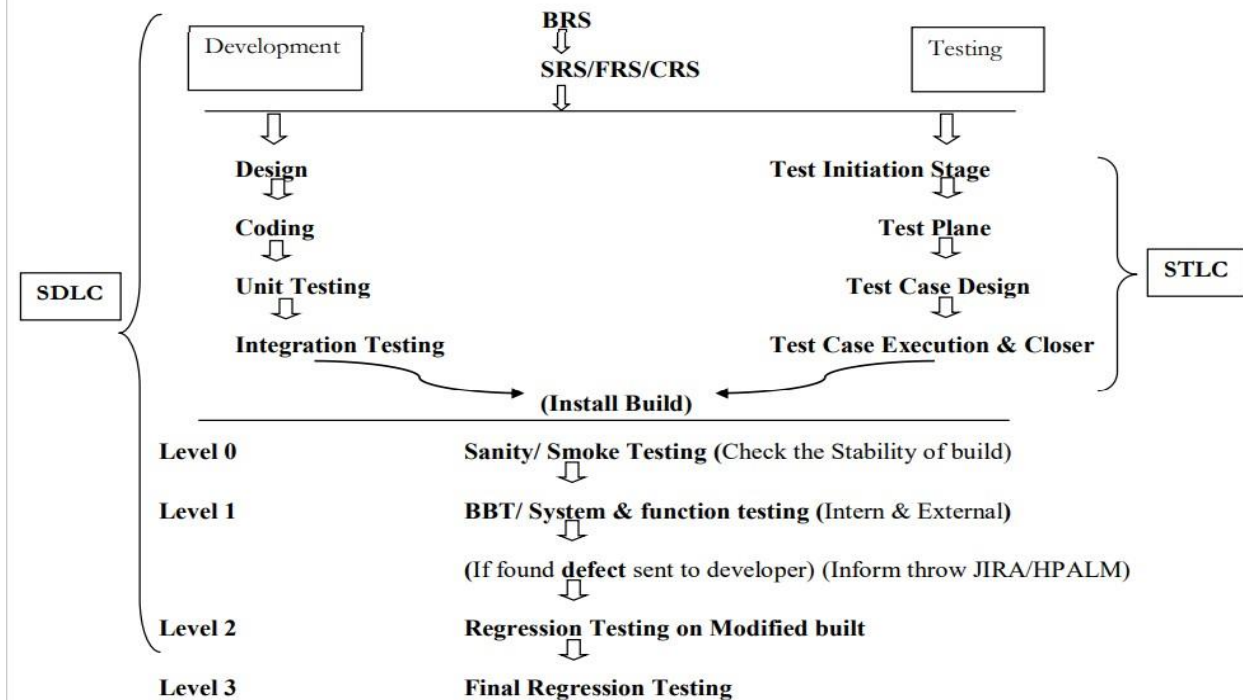 BRS
Development
Testing
SRS/FRS/CRS
Design
Test Initiation Stage
Coding
Test Plane
SDLC
Unit Testing
Test Case Design
STLC
Integration Testing
Test Case Execution & Closer
(Install Build)
Level 0 Sanity/ Smoke Testing (Check the Stability of build)
Level 1 BBT/ System & function testing (Intern & External)
(If found defect sent to developer) (Inform throw JIRA/HPALM)
Level 2 Regression Testing on Modified built
Level 3 Final Regression Testing